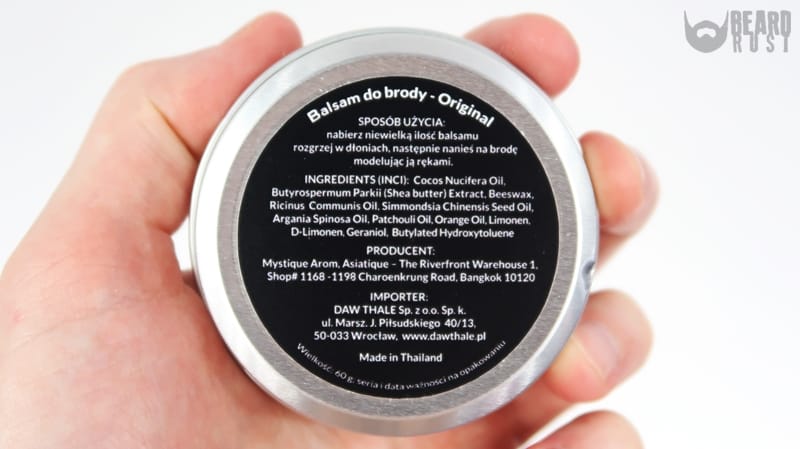 BEARD
RUST
Balsam do brody - Original
SPOSÓB UŻYCIA:
nabierz niewielką ilość balsamu
rozgrzej w dłoniach, następnie nanieś na brodę
modelując ją rękami.
INGREDIENTS (INCI): Cocos Nucifera Oil,
Butyrospermum Parkii (Shea butter) Extract, Beeswax,
Ricinus Communis Oil, Simmondsia Chinensis Seed Oil,
Argania Spinosa Oil, Patchouli Oil, Orange Oil, Limonen,
D-Limonen, Geraniol, Butylated Hydroxytoluene
PRODUCENT:
Mystique Arom, Asiatique - The Riverfront Warehouse 1,
Shop# 1168 -1198 Charoenkrung Road, Bangkok 10120
IMPORTER:
DAW THALE Sp. z o.o. Sp. k.
ul. Marsz. J. Piłsudskiego 40/13,
50-033 Wrocław, www.dawthale.pl
Made in Thailand
Wielkość: 60 g, seria i data ważności na opakowaniu